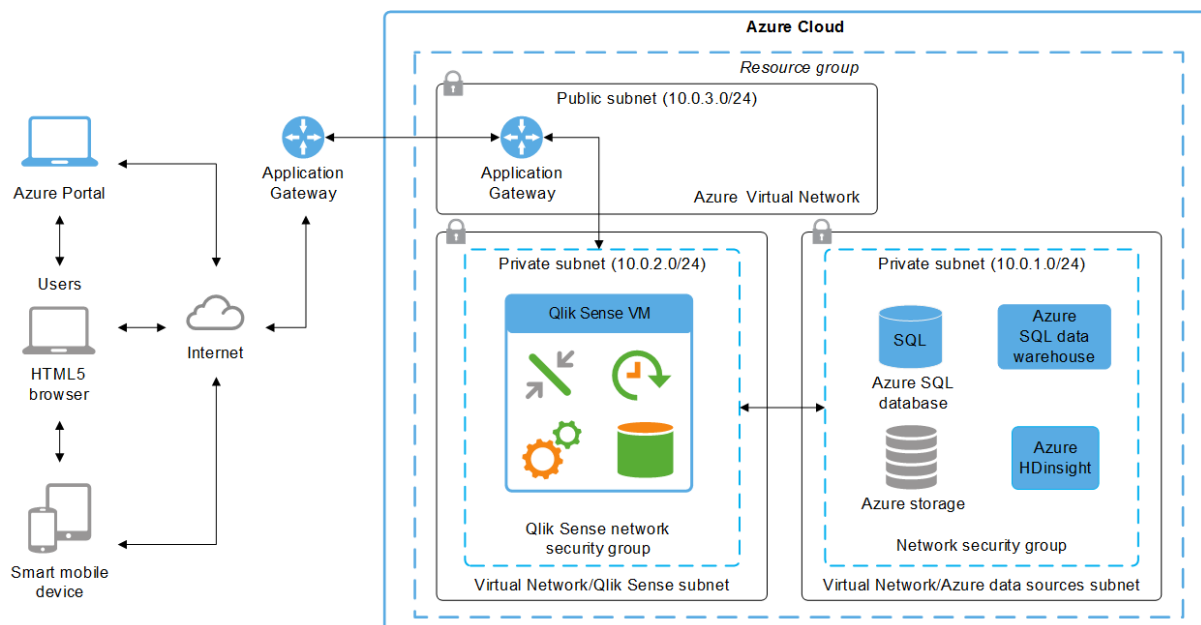 Azure Cloud
Resource group
Public subnet (10.0.3.0/24)
Application
Gateway
Azure Virtual Network
Application
Gateway
Azure Portal
Users
HTML5
browser
Smart mobile
device
Internet
Private subnet (10.0.2.0/24)
Qlik Sense VM
Qlik Sense network
security group
Virtual Network/Qlik Sense subnet
Private subnet (10.0.1.0/24)
SQL
Azure SQL
database
Azure
SQL data
warehouse
Azure storage
Azure
HDinsight
Network security group
Virtual Network/Azure data sources subnet